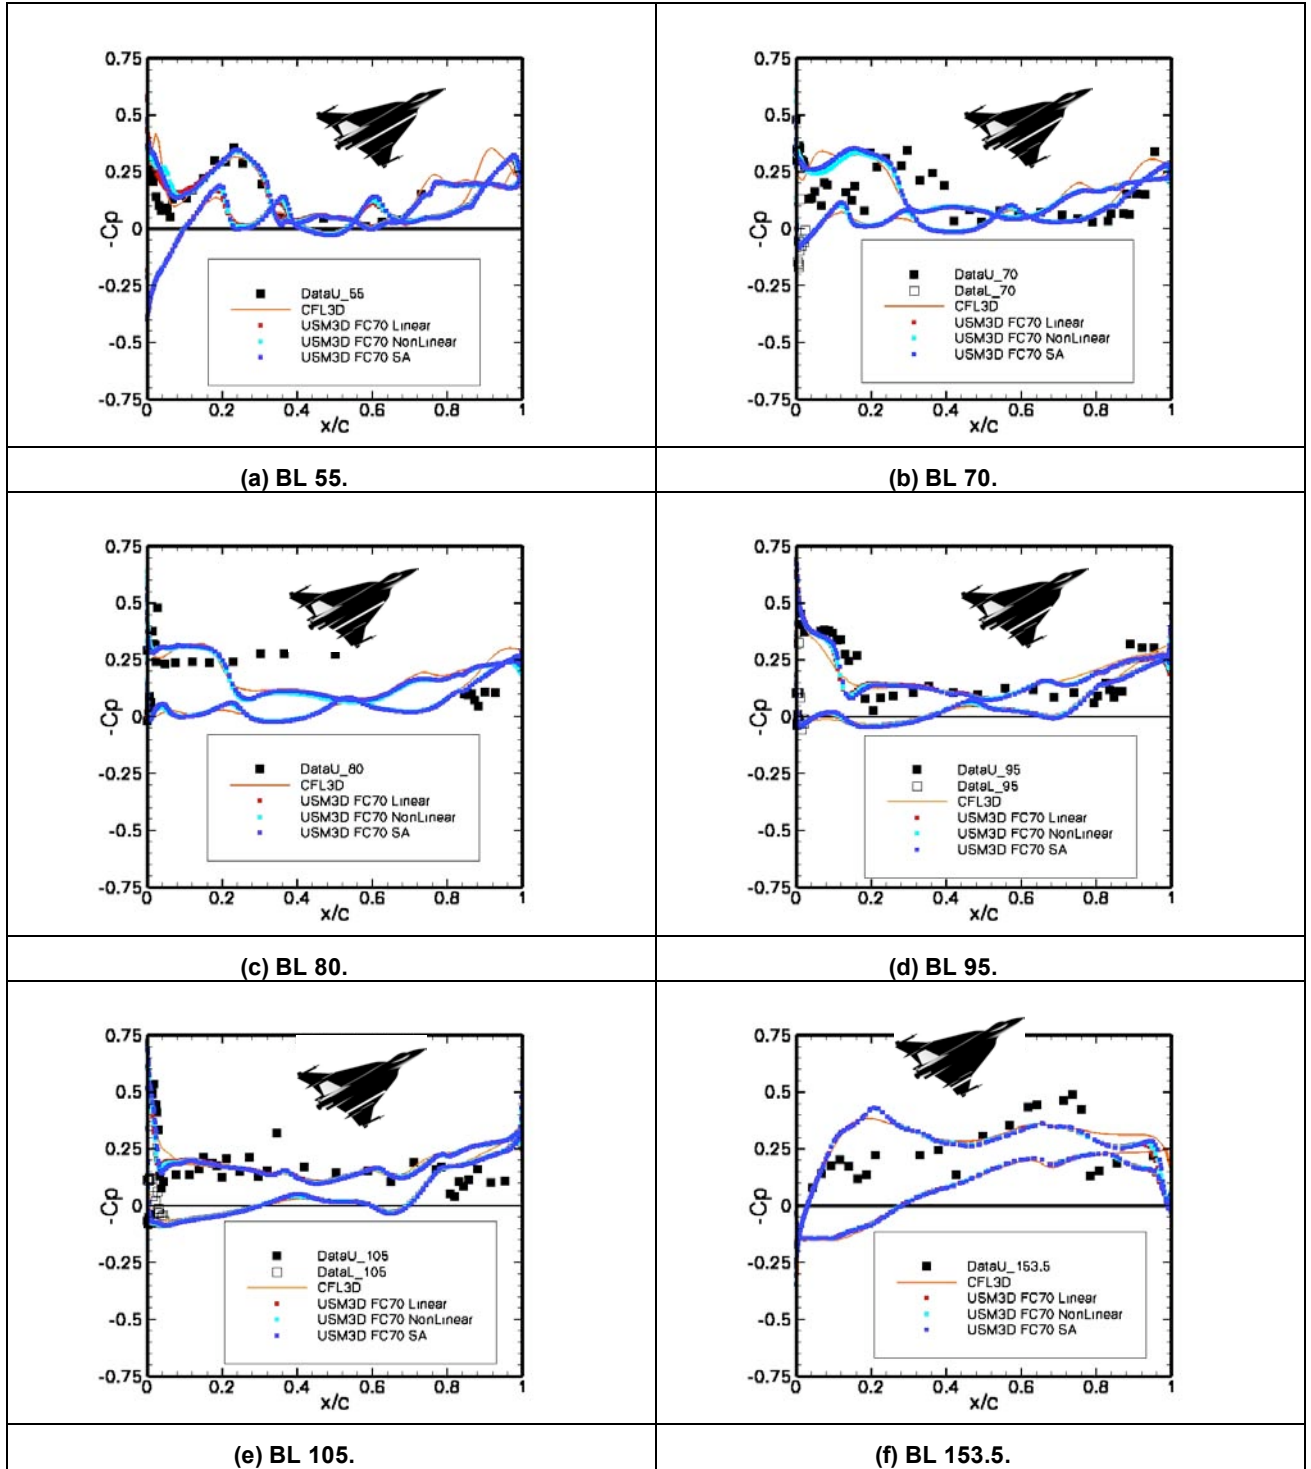 0.75
0.5
0.25
0
-0.25
-0.5
-0.75
-Cp
DataU_55
CFL3D
USM3D FC70 Linear
USM3D FC70 NonLinear
USM3D FC70 SA
0 0.2 0.4 0.6 0.8 1
x/c
(a) BL 55.
0.75
0.5
0.25
0
-0.25
-0.5
-0.75
-Cp
DataU_70
DataL_70
CFL3D
USM3D FC70 Linear
USM3D FC70 NonLinear
USM3D FC70 SA
0 0.2 0.4 0.6 0.8 1
x/c
(b) BL 70.
0.75
0.5
0.25
0
-0.25
-0.5
-0.75
-Cp
DataU_80
CFL3D
USM3D FC70 Linear
USM3D FC70 NonLinear
USM3D FC70 SA
0 0.2 0.4 0.6 0.8 1
x/c
(c) BL 80.
0.75
0.5
0.25
0
-0.25
-0.5
-0.75
-Cp
DataU_95
DataL_95
CFL3D
USM3D FC70 Linear
USM3D FC70 NonLinear
USM3D FC70 SA
0 0.2 0.4 0.6 0.8 1
x/c
(d) BL 95.
0.75
0.5
0.25
0
-0.25
-0.5
-0.75
-Cp
DataU_105
DataL_105
CFL3D
USM3D FC70 Linear
USM3D FC70 NonLinear
USM3D FC70 SA
0 0.2 0.4 0.6 0.8 1
x/c
(e) BL 105.
0.75
0.5
0.25
0
-0.25
-0.5
-0.75
-Cp
DataU_153.5
CFL3D
USM3D FC70 Linear
USM3D FC70 NonLinear
USM3D FC70 SA
0 0.2 0.4 0.6 0.8 1
x/c
(f) BL 153.5.